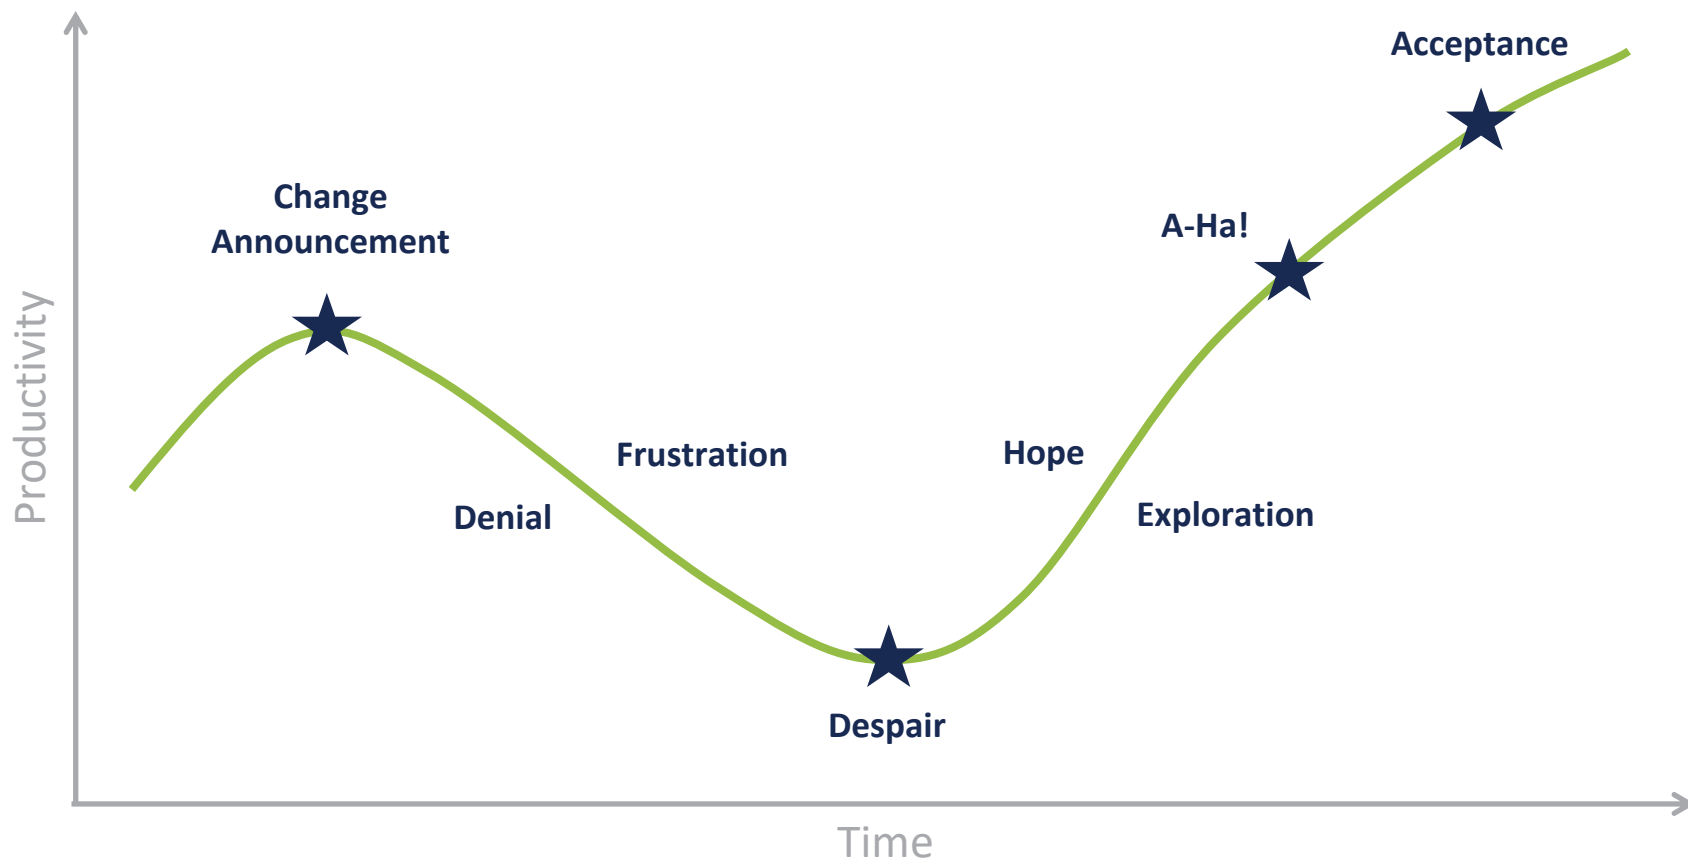 Acceptance
Change
Announcement
A-Ha!
Productivity
Frustration
Hope
Denial
Exploration
Despair
Time